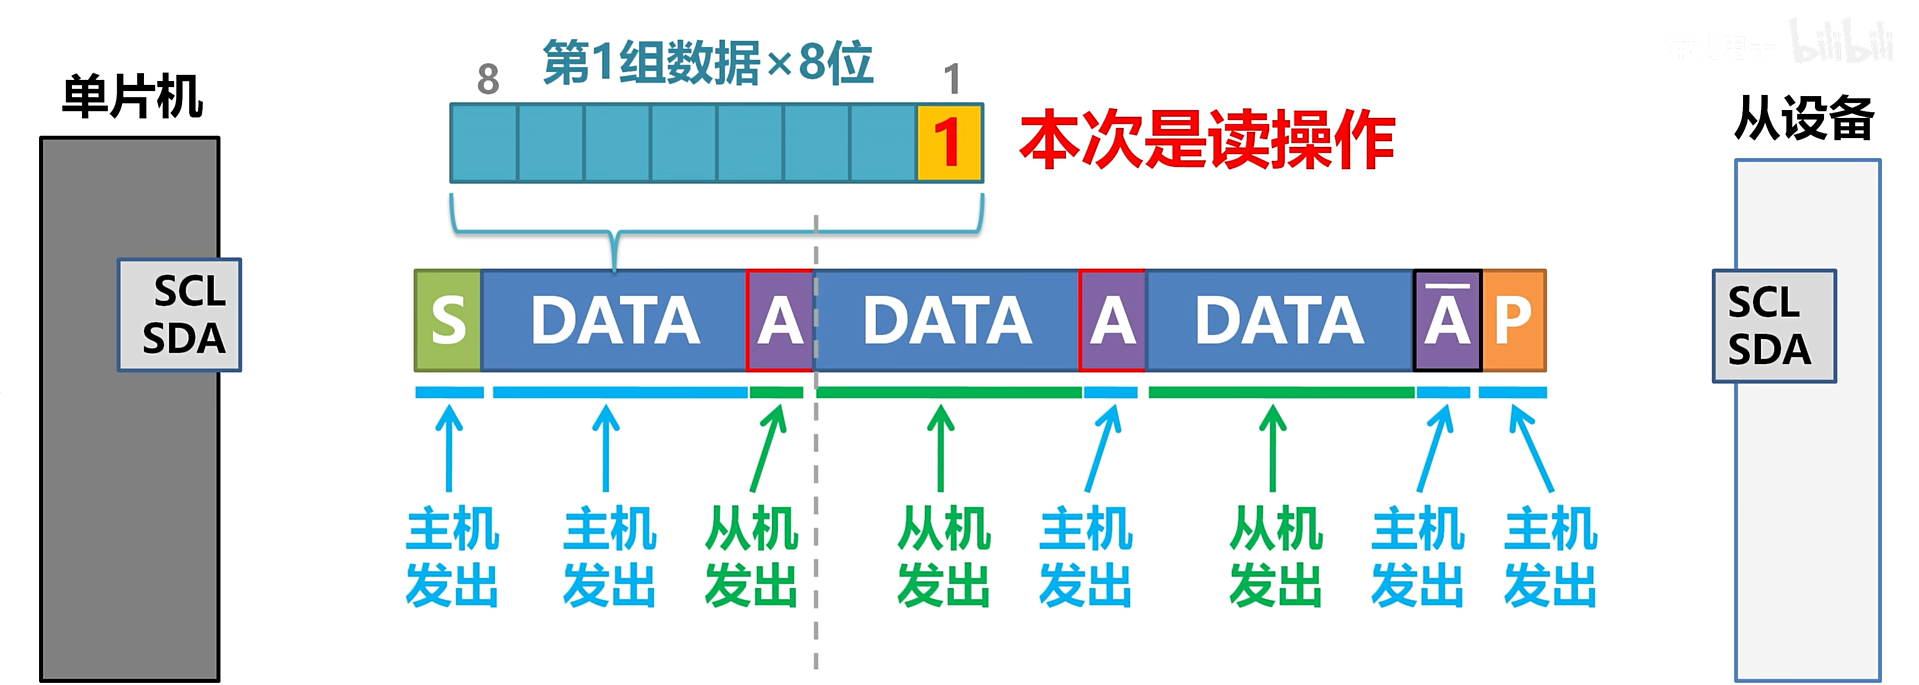 bilibili
第1组数据×8位
8
1
单片机
1
本次是读操作
从设备
SCL
SDA
S
DATA
A
DATA
A
DATA
A̅
P
SCL
SDA
主机
发出
主机
发出
从机
发出
从机
发出
主机
发出
从机
发出
主机
发出
主机
发出